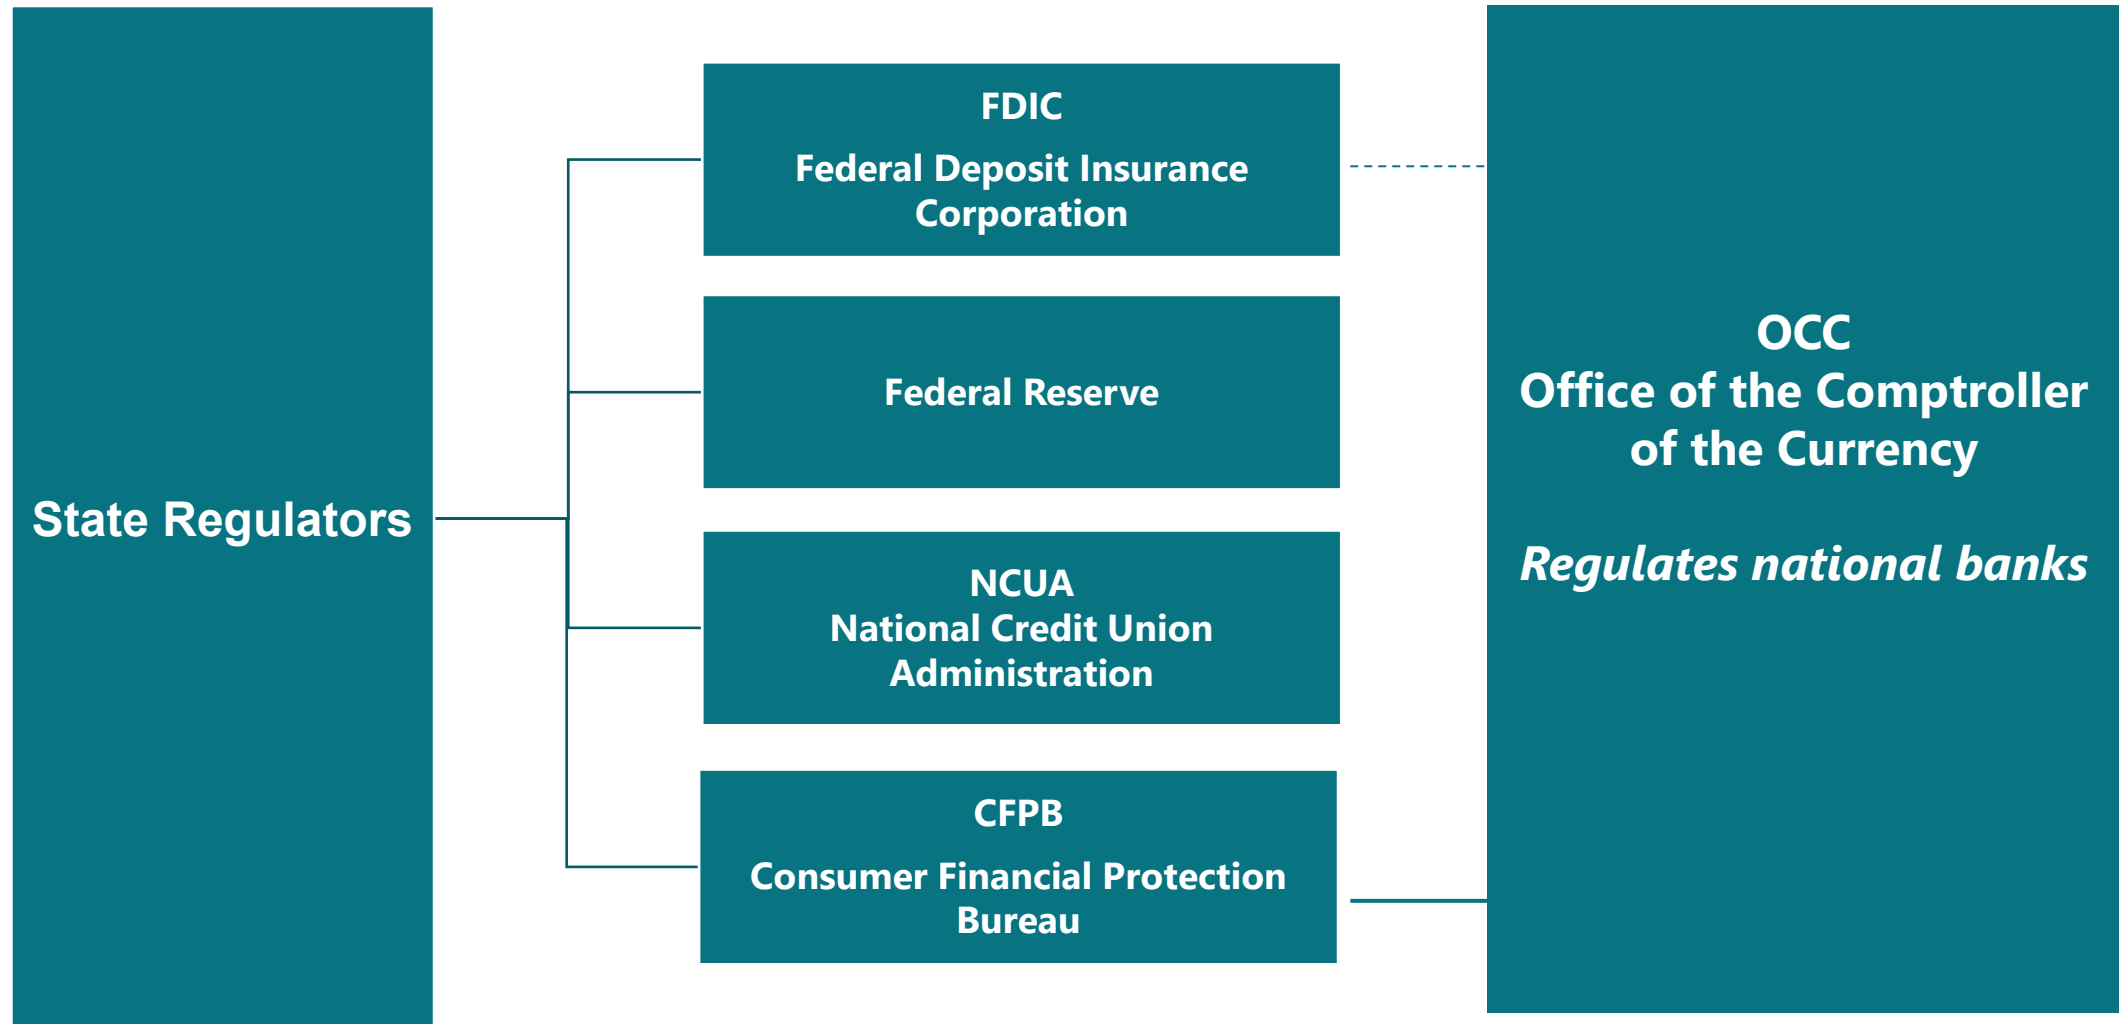 State Regulators
FDIC
Federal Deposit Insurance
Corporation
Federal Reserve
NCUA
National Credit Union
Administration
CFPB
Consumer Financial Protection
Bureau
OCC
Office of the Comptroller
of the Currency
Regulates national banks